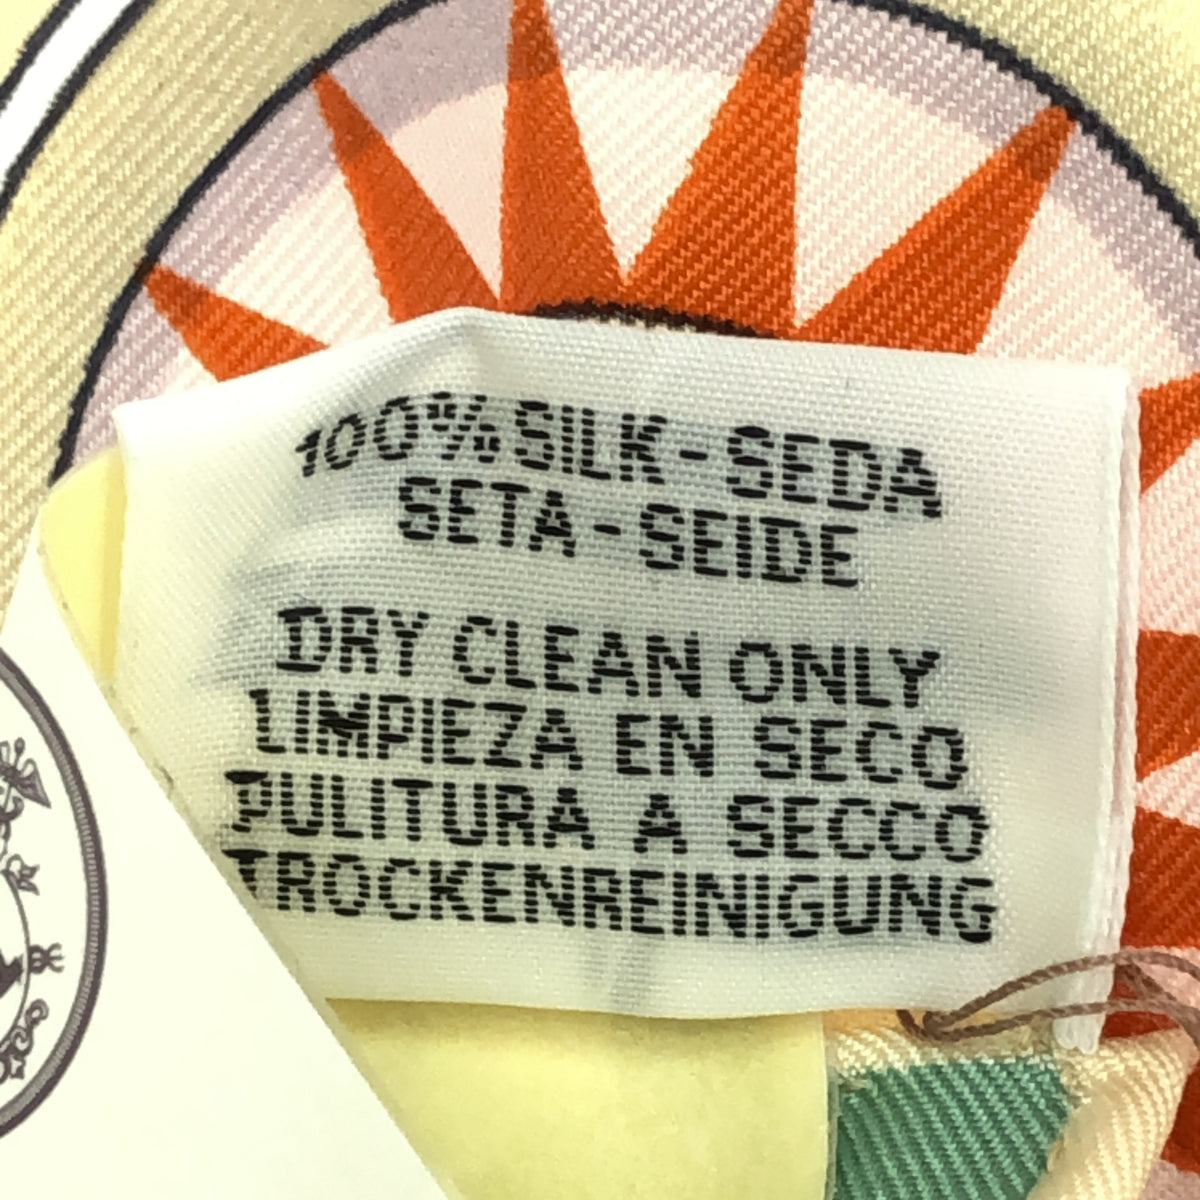 100% SILK - SEDA
SETA - SEIDE
DRY CLEAN ONLY
LIMPIEZA EN SECO
PULITURA A SECCO
TROCKENREINIGUNG